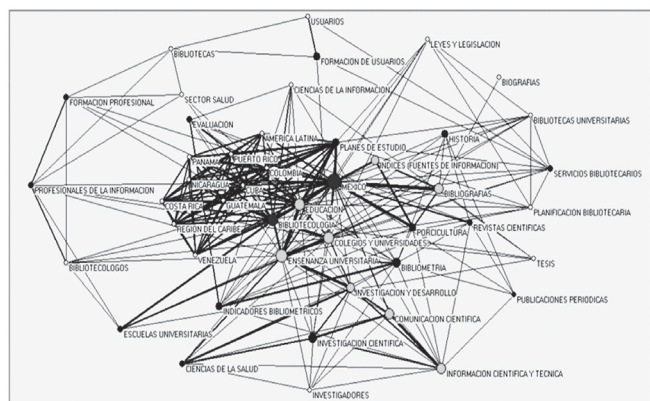 USUARIOS
LEYES Y LEGISLACION
BIBLIOTECAS
FORMACION DE USUARIOS
BIOGRAFIAS
CIENCIAS DE LA INFORMACION
FORMACION PROFESIONAL
SECTOR SALUD
BIBLIOTECAS UNIVERSITARIAS
EVALUACION
AMERICA LATINA
HISTORIA
PLANES DE ESTUDIO
PANAMA
PUERTO RICO
INDICES (FUENTES DE INFORMACION)
SERVICIOS BIBLIOTECARIOS
COLOMBIA
PROFESIONALES DE LA INFORMACION
NICARAGUA
CUBA
MEXICO
BIBLIOGRAFIAS
COSTA RICA
GUATEMALA
EDUCACION
PLANIFICACION BIBLIOTECARIA
BIBLIOTECOLOGIA
REVISTAS CIENTIFICAS
REGION DEL CARIBE
PORCICULTURA
COLEGIOS Y UNIVERSIDADES
VENEZUELA
ENSENANZA UNIVERSITARIA
BIBLIOTECOLOGOS
BIBLIOMETRIA
TESIS
INVESTIGACION Y DESARROLLO
PUBLICACIONES PERIODICAS
INDICADORES BIBLIOMETRICOS
COMUNICACION CIENTIFICA
ESCUELAS UNIVERSITARIAS
INVESTIGACION CIENTIFICA
CIENCIAS DE LA SALUD
INFORMACION CIENTIFICA Y TECNICA
INVESTIGADORES